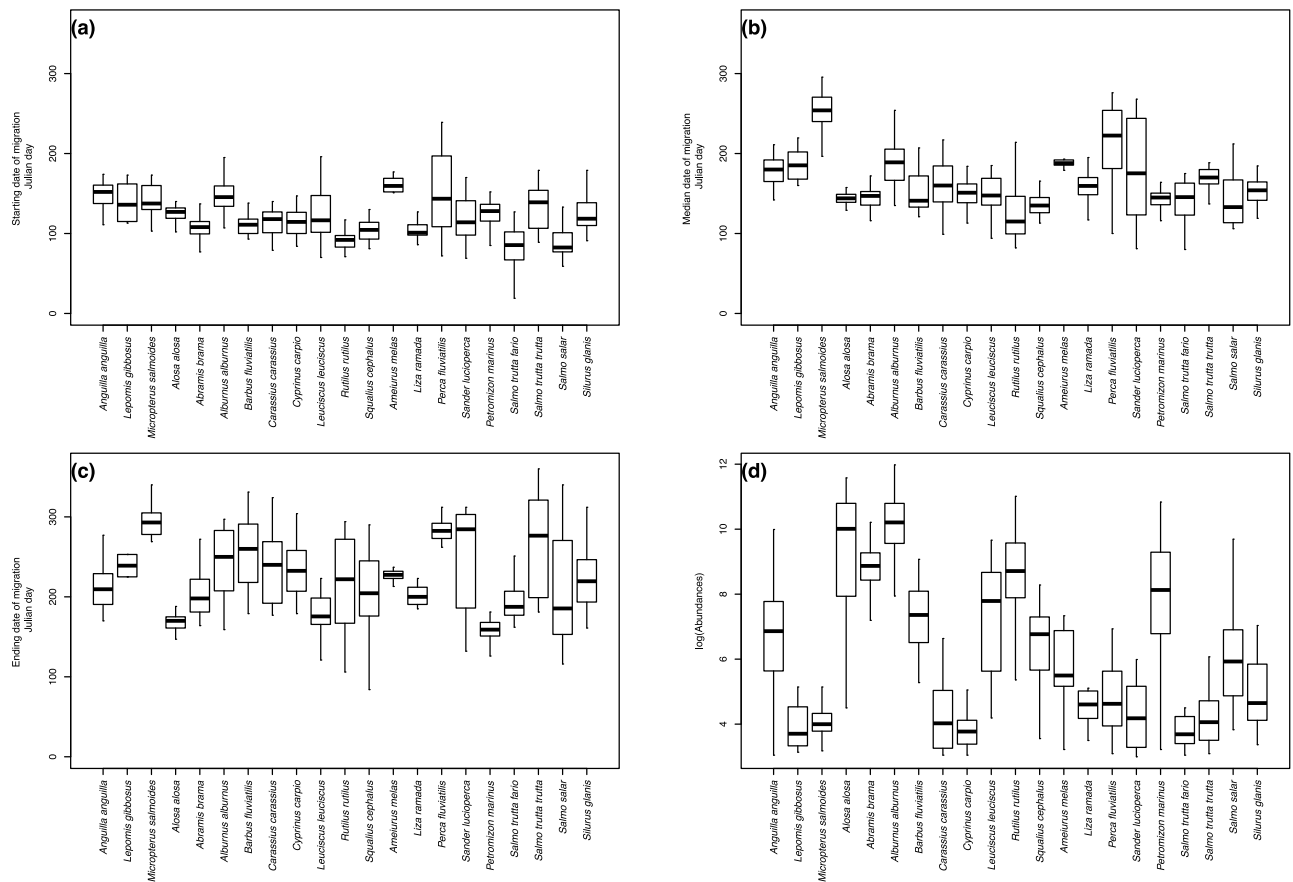 (a)
Starting date of migration
Julian day
300
200
100
0
Anguilla anguilla
Lepomis gibbosus
Micropterus salmoides
Alosa alosa
Abramis brama
Alburnus alburnus
Barbus fluviatilis
Carassius carassius
Cyprinus carpio
Leuciscus leuciscus
Rutilus rutilus
Squalius cephalus
Ameiurus melas
Liza ramada
Perca fluviatilis
Sander lucioperca
Petromizon marinus
Salmo trutta fario
Salmo trutta trutta
Salmo salar
Silurus glanis
(b)
Median date of migration
Julian day
300
200
100
0
Anguilla anguilla
Lepomis gibbosus
Micropterus salmoides
Alosa alosa
Abramis brama
Alburnus alburnus
Barbus fluviatilis
Carassius carassius
Cyprinus carpio
Leuciscus leuciscus
Rutilus rutilus
Squalius cephalus
Ameiurus melas
Liza ramada
Perca fluviatilis
Sander lucioperca
Petromizon marinus
Salmo trutta fario
Salmo trutta trutta
Salmo salar
Silurus glanis
(c)
Ending date of migration
Julian day
300
200
100
0
Anguilla anguilla
Leponis gibbosus
Micropterus salmoides
Alosa alosa
Abramis brama
Alburnus alburnus
Barbus fluviatilis
Carassius carassius
Cyprinus carpio
Leuciscus leuciscus
Rutilus rutilus
Squalius cephalus
Ameiurus melas
Liza ramada
Perca fluviatilis
Sander lucioperca
Petromizon marinus
Salmo trutta fario
Salmo trutta trutta
Salmo salar
Silurus glanis
(d)
log(Abundances)
12
10
8
6
4
Anguilla anguilla
Lepomis gibbosus
Micropterus salmoides
Alosa alosa
Abramis brama
Alburnus alburnus
Barbus fluviatilis
Carassius carassius
Cyprinus carpio
Leuciscus leuciscus
Rutilus rutilus
Squalius cephalus
Ameiurus melas
Liza ramada
Perca fluviatilis
Sander lucioperca
Petromizon marinus
Salmo trutta fario
Salmo trutta trutta
Salmo salar
Silurus glanis